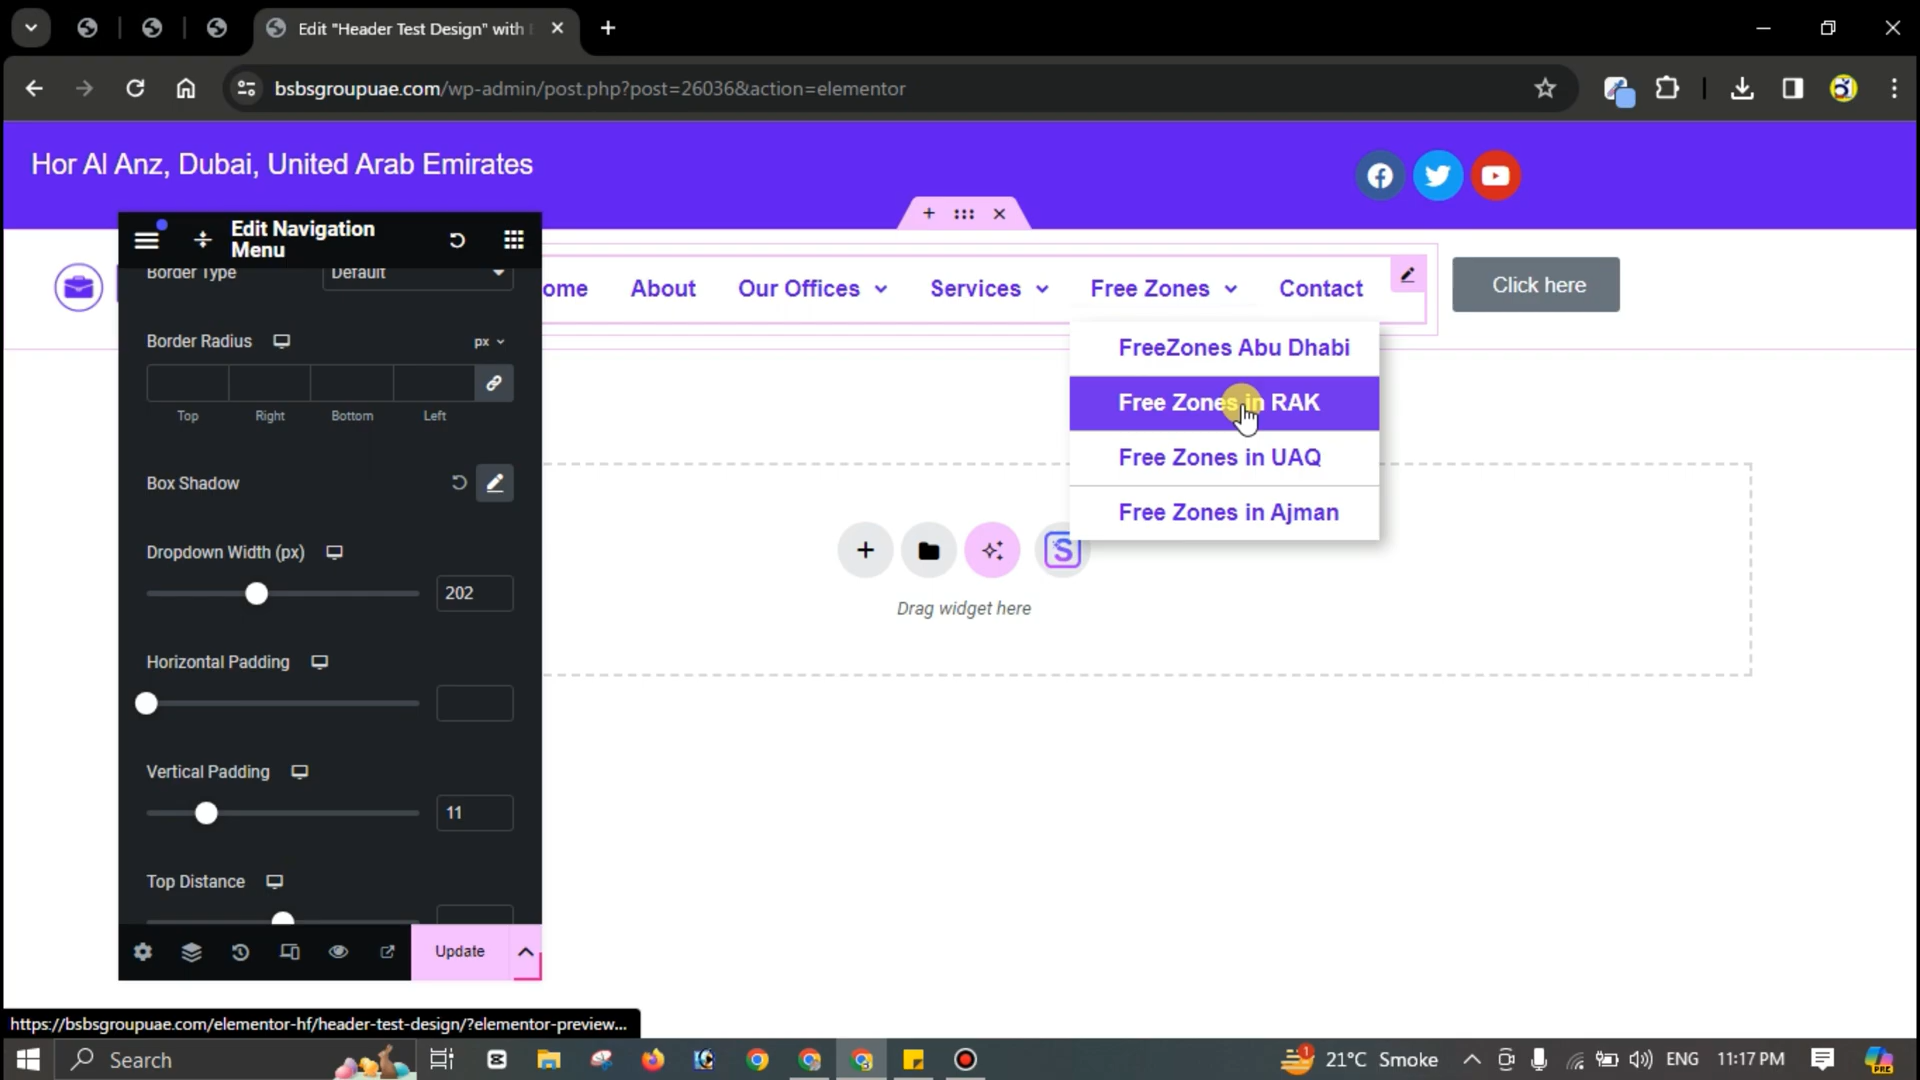 Edit "Header Test Design" with
bsbsgroupuae.com/wp-admin/post.php?post=26036&action=elementor
Hor Al Anz, Dubai, United Arab Emirates
Edit Navigation
Menu
ome
About
Our Offices
Services
Free Zones
Contact
Click here
FreeZones Abu Dhabi
Free Zones in RAK
Free Zones in UAQ
Free Zones in Ajman
Border Type
Default
Border Radius
px
Top
Right
Bottom
Left
Box Shadow
Dropdown Width (px)
202
Horizontal Padding
Vertical Padding
11
Top Distance
Drag widget here
Update
https://bsbsgroupuae.com/elementor-hf/header-test-design/?elementor-preview...
Search
1
21°C Smoke
ENG
11:17 PM
PRE